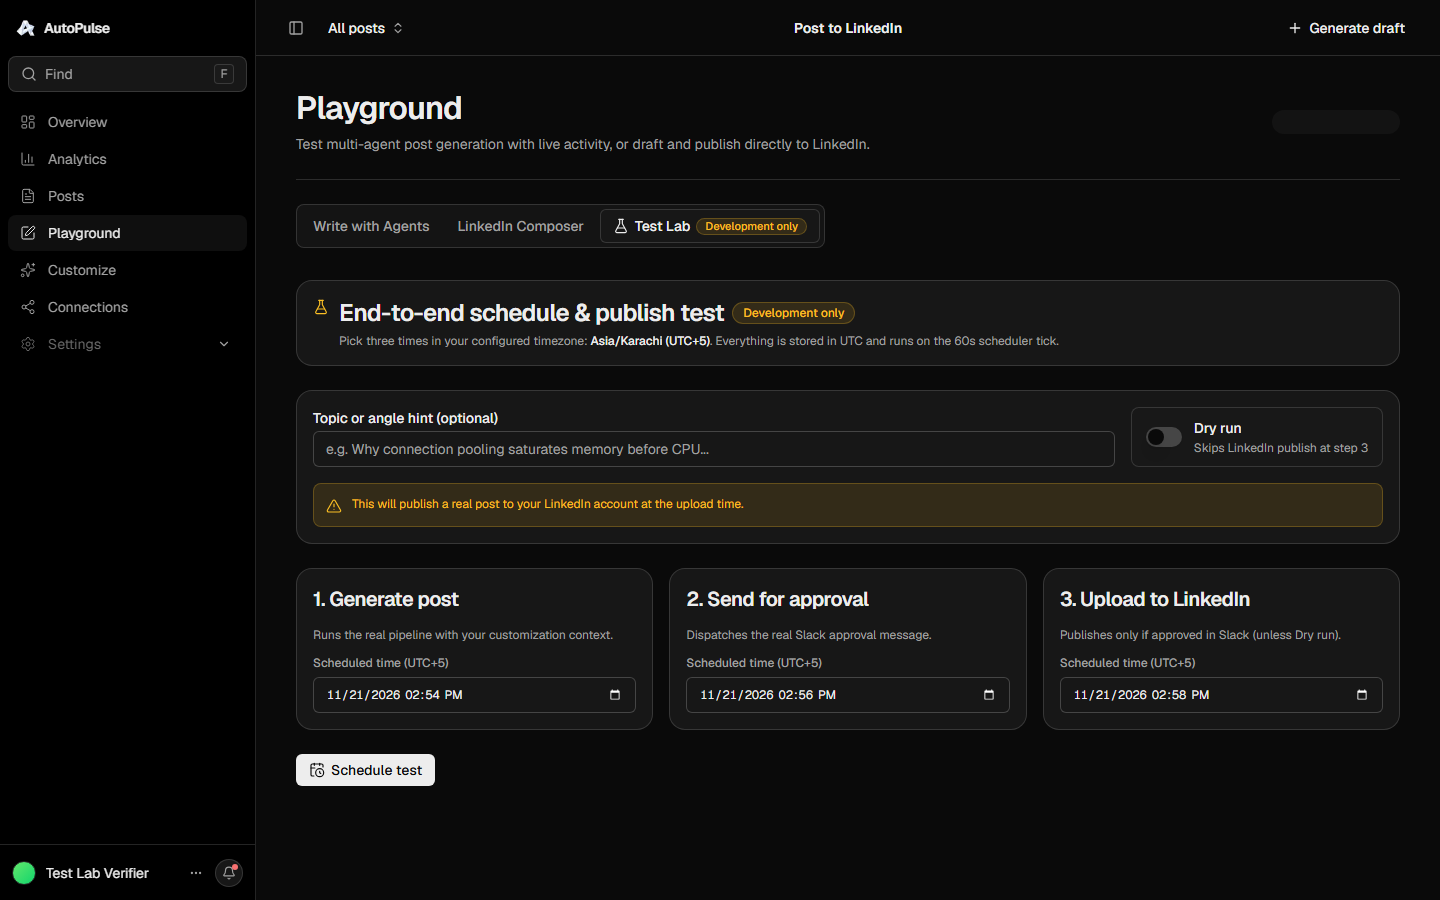 AutoPulse
All posts
Post to LinkedIn
Generate draft
Find
F
Overview
Analytics
Posts
Playground
Customize
Connections
Settings
Playground
Test multi-agent post generation with live activity, or draft and publish directly to LinkedIn.
Write with Agents
LinkedIn Composer
Test Lab
Development only
End-to-end schedule & publish test
Development only
Pick three times in your configured timezone: Asia/Karachi (UTC+5). Everything is stored in UTC and runs on the 60s scheduler tick.
Topic or angle hint (optional)
e.g. Why connection pooling saturates memory before CPU...
Dry run
Skips LinkedIn publish at step 3
This will publish a real post to your LinkedIn account at the upload time.
1. Generate post
Runs the real pipeline with your customization context.
Scheduled time (UTC+5)
11/21/2026 02:54 PM
2. Send for approval
Dispatches the real Slack approval message.
Scheduled time (UTC+5)
11/21/2026 02:56 PM
3. Upload to LinkedIn
Publishes only if approved in Slack (unless Dry run).
Scheduled time (UTC+5)
11/21/2026 02:58 PM
Schedule test
Test Lab Verifier